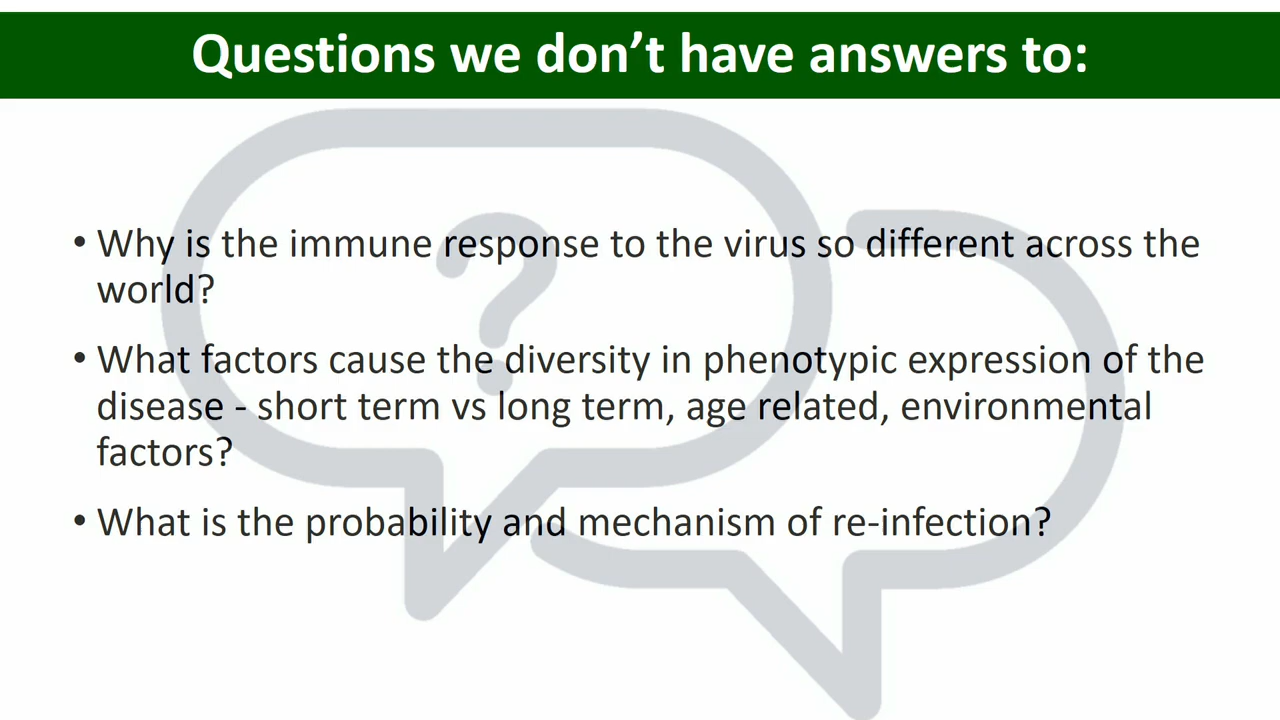 Questions we don’t have answers to:
• Why is the immune response to the virus so different across the
world?
• What factors cause the diversity in phenotypic expression of the
disease - short term vs long term, age related, environmental
factors?
• What is the probability and mechanism of re-infection?